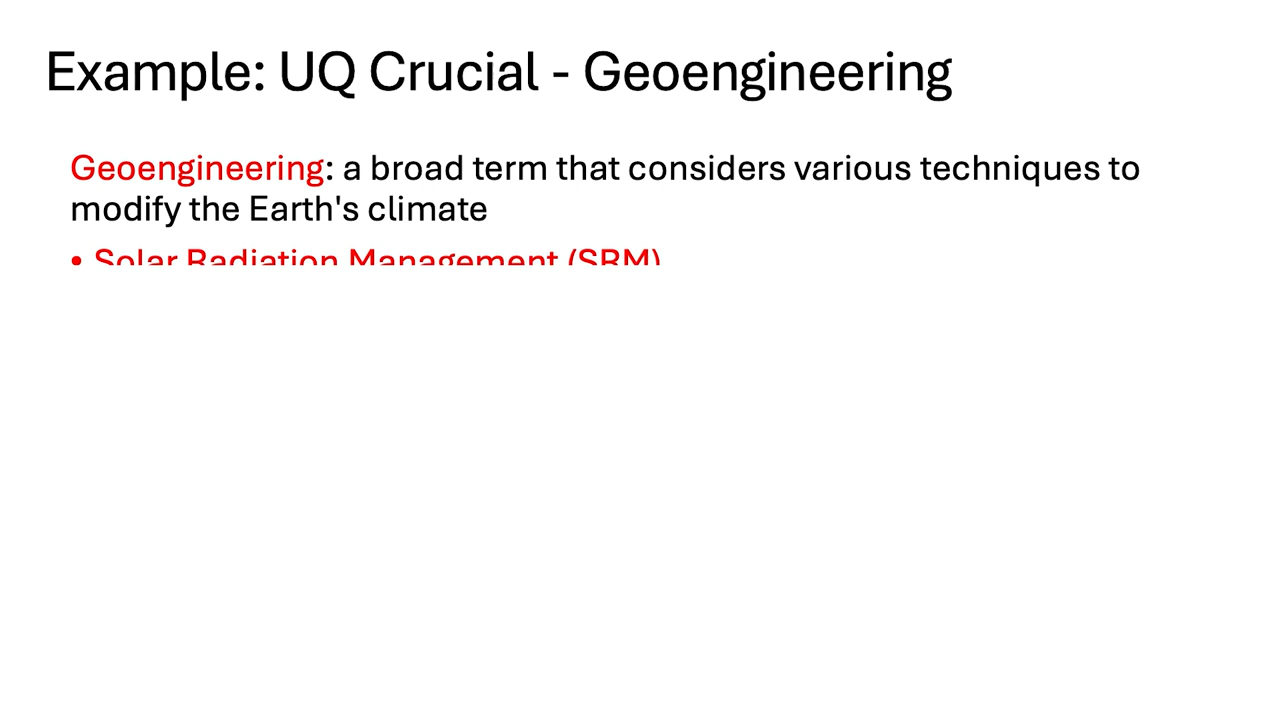 Example: UQ Crucial - Geoengineering
Geoengineering: a broad term that considers various techniques to
modify the Earth's climate
• Solar Radiation Management (SRM)